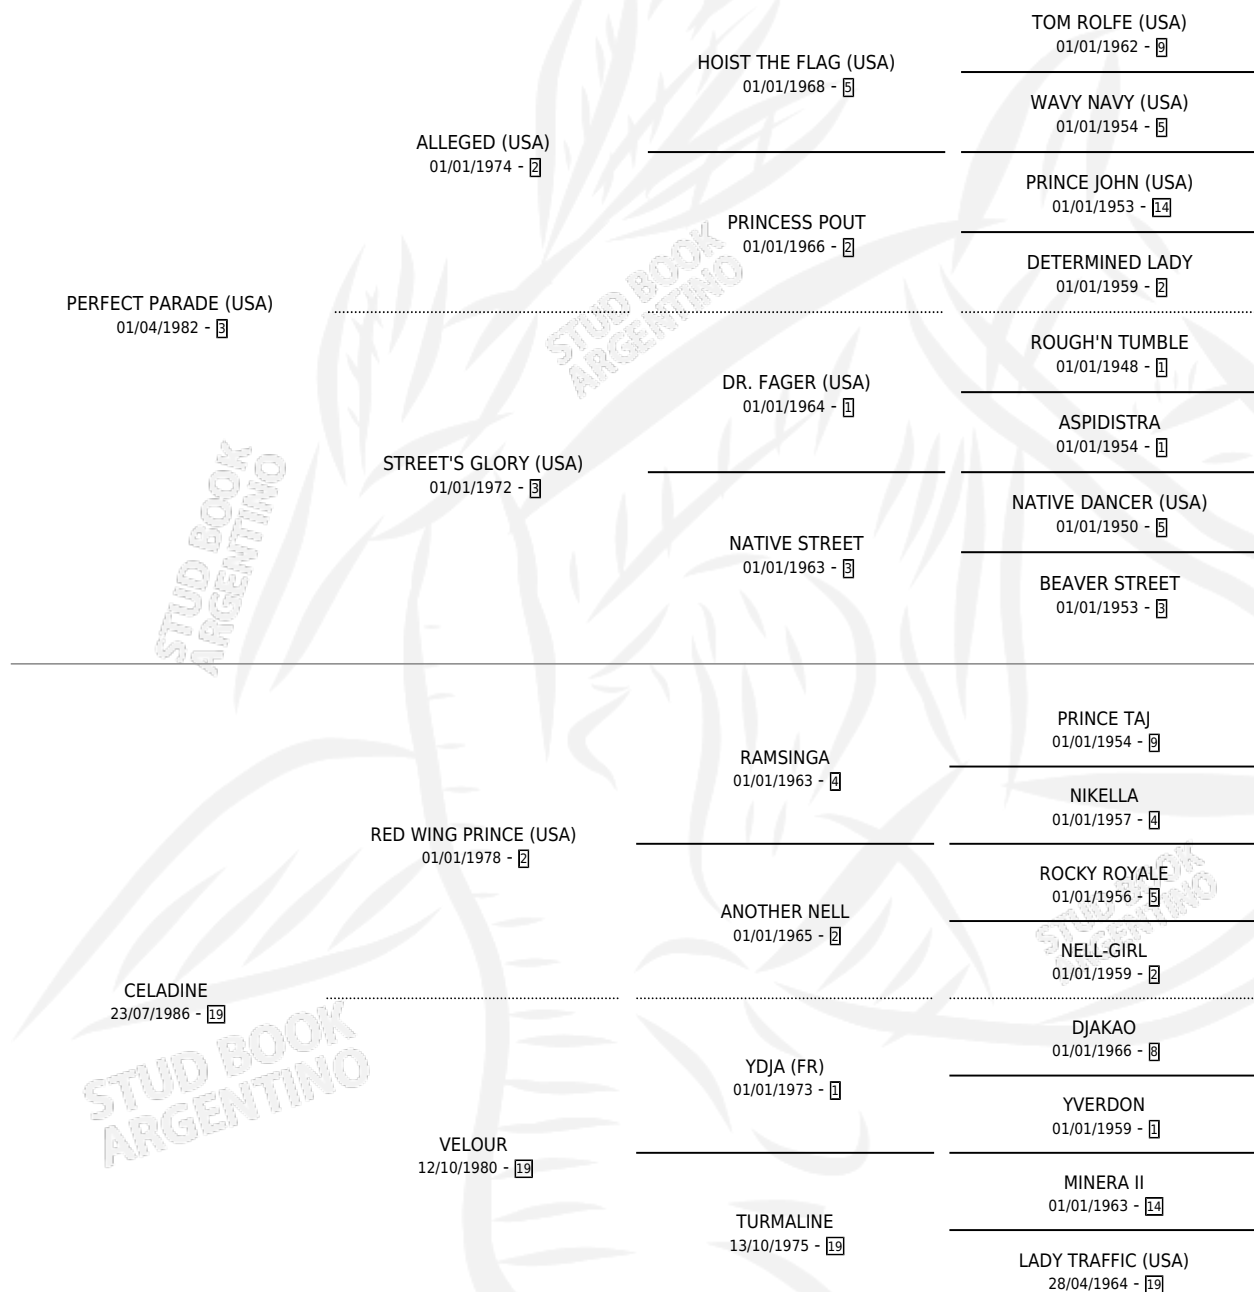 TOM ROLFE (USA)
01/01/1962 - 9
HOIST THE FLAG (USA)
01/01/1968 - 5
WAVY NAVY (USA)
01/01/1954 - 5
ALLEGED (USA)
01/01/1974 - 2
PRINCE JOHN (USA)
01/01/1953 - 14
PRINCESS POUT
01/01/1966 - 2
DETERMINED LADY
01/01/1959 - 2
PERFECT PARADE (USA)
01/04/1982 - 3
ROUGH'N TUMBLE
01/01/1948 - 1
DR. FAGER (USA)
01/01/1964 - 1
ASPIDISTRA
01/01/1954 - 1
STREET'S GLORY (USA)
01/01/1972 - 3
NATIVE DANCER (USA)
01/01/1950 - 5
NATIVE STREET
01/01/1963 - 3
BEAVER STREET
01/01/1953 - 3
PRINCE TAJ
01/01/1954 - 9
RAMSINGA
01/01/1963 - 4
NIKELLA
01/01/1957 - 4
RED WING PRINCE (USA)
01/01/1978 - 2
ROCKY ROYALE
01/01/1956 - 5
ANOTHER NELL
01/01/1965 - 2
NELL-GIRL
01/01/1959 - 2
CELADINE
23/07/1986 - 19
DJAKAO
01/01/1966 - 8
YDJA (FR)
01/01/1973 - 1
YVERDON
01/01/1959 - 1
VELOUR
12/10/1980 - 19
MINERA II
01/01/1963 - 14
TURMALINE
13/10/1975 - 19
LADY TRAFFIC (USA)
28/04/1964 - 19
STUD BOOK
ARGENTINO
STUD BOOK
ARGENTINO
STUD BOOK
ARGENTINO
STUD BOOK
ARGENTINO